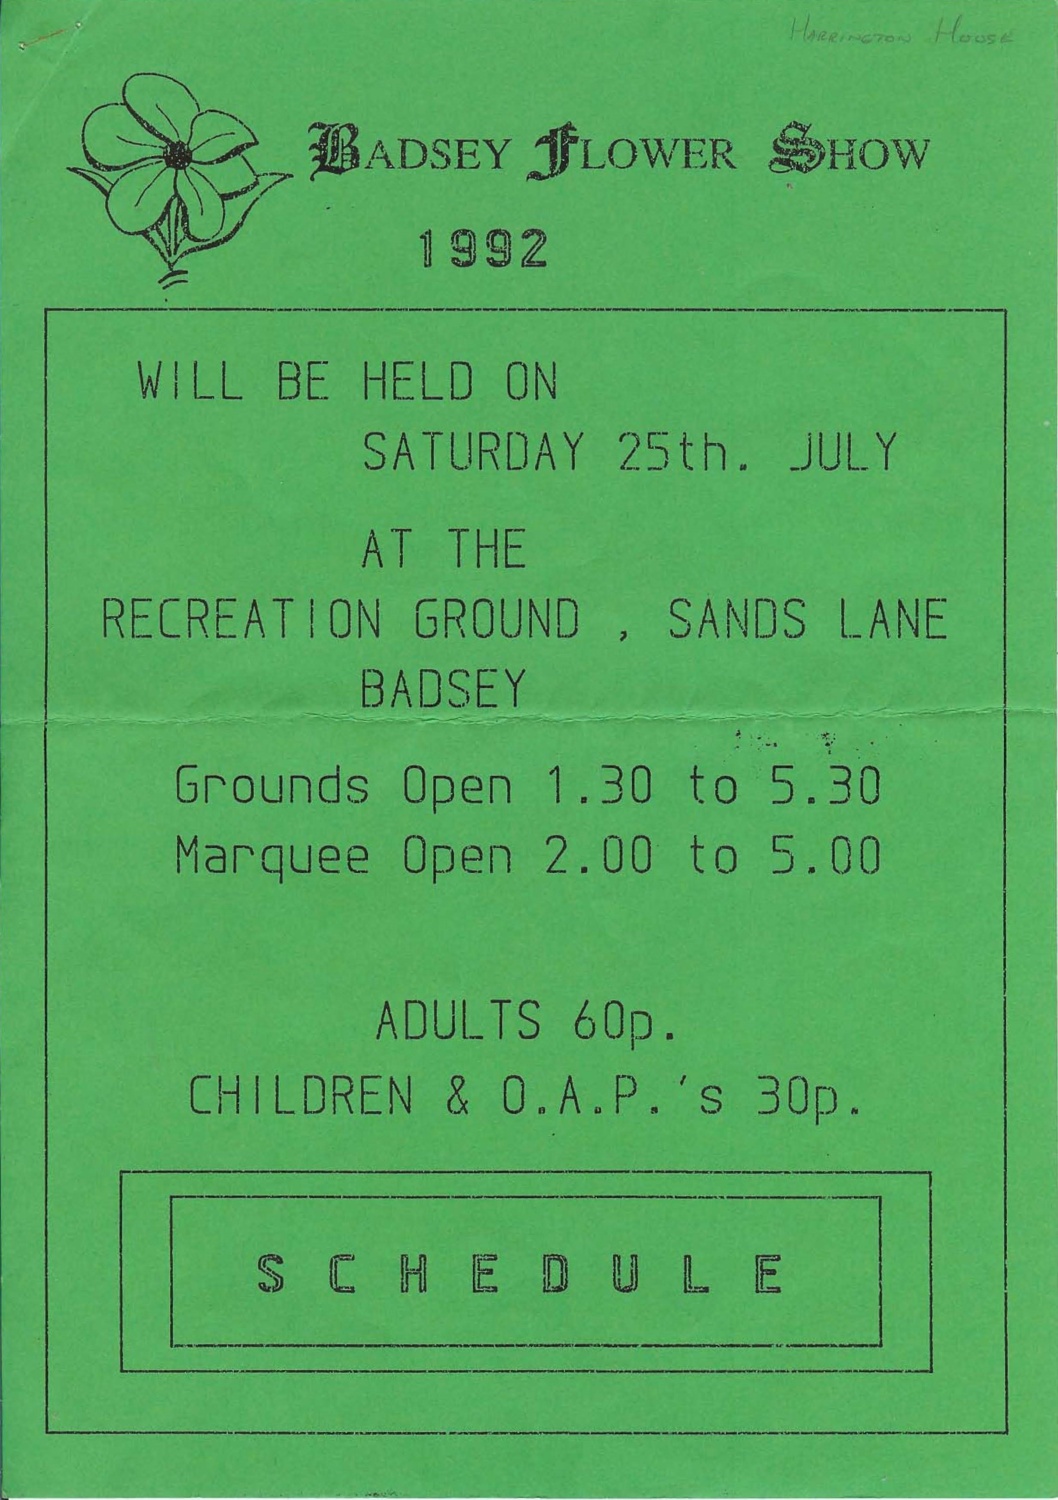 HARRINGTON HOUSE
BADSEY FLOWER SHOW
1992
WILL BE HELD ON
SATURDAY 25th. JULY
AT THE
RECREATION GROUND , SANDS LANE
BADSEY
Grounds Open 1.30 to 5.30
Marquee Open 2.00 to 5.00
ADULTS 60p.
CHILDREN & O.A.P.'s 30p.
SCHEDULE